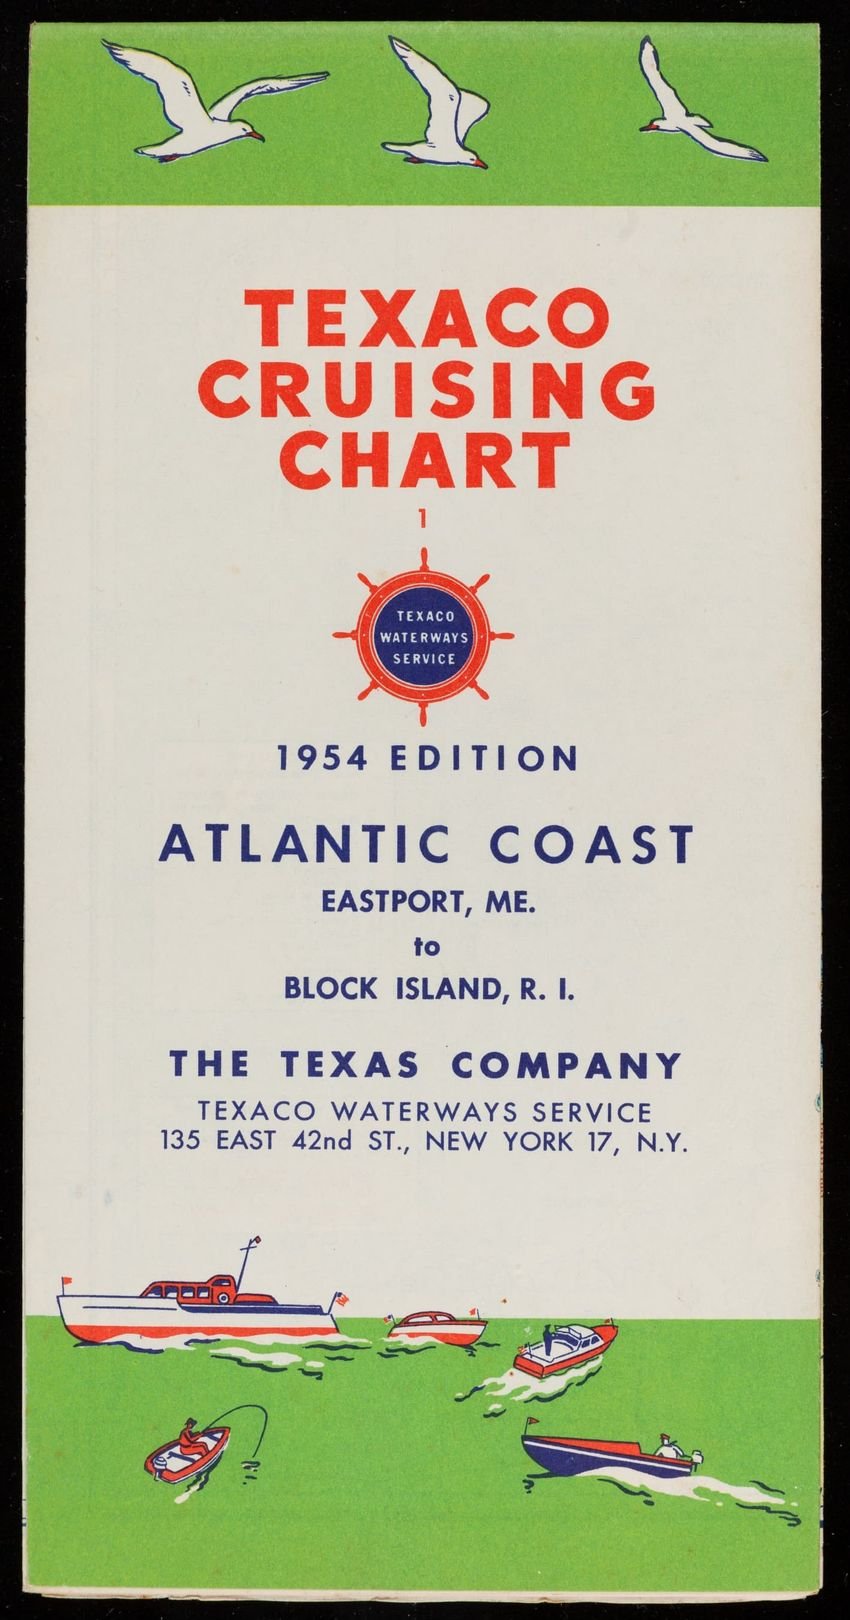 TEXACO
CRUISING
CHART
1
TEXACO
WATERWAYS
SERVICE
1954 EDITION
ATLANTIC COAST
EASTPORT, ME.
to
BLOCK ISLAND, R. I.
THE TEXAS COMPANY
TEXACO WATERWAYS SERVICE
135 EAST 42nd ST., NEW YORK 17, N.Y.